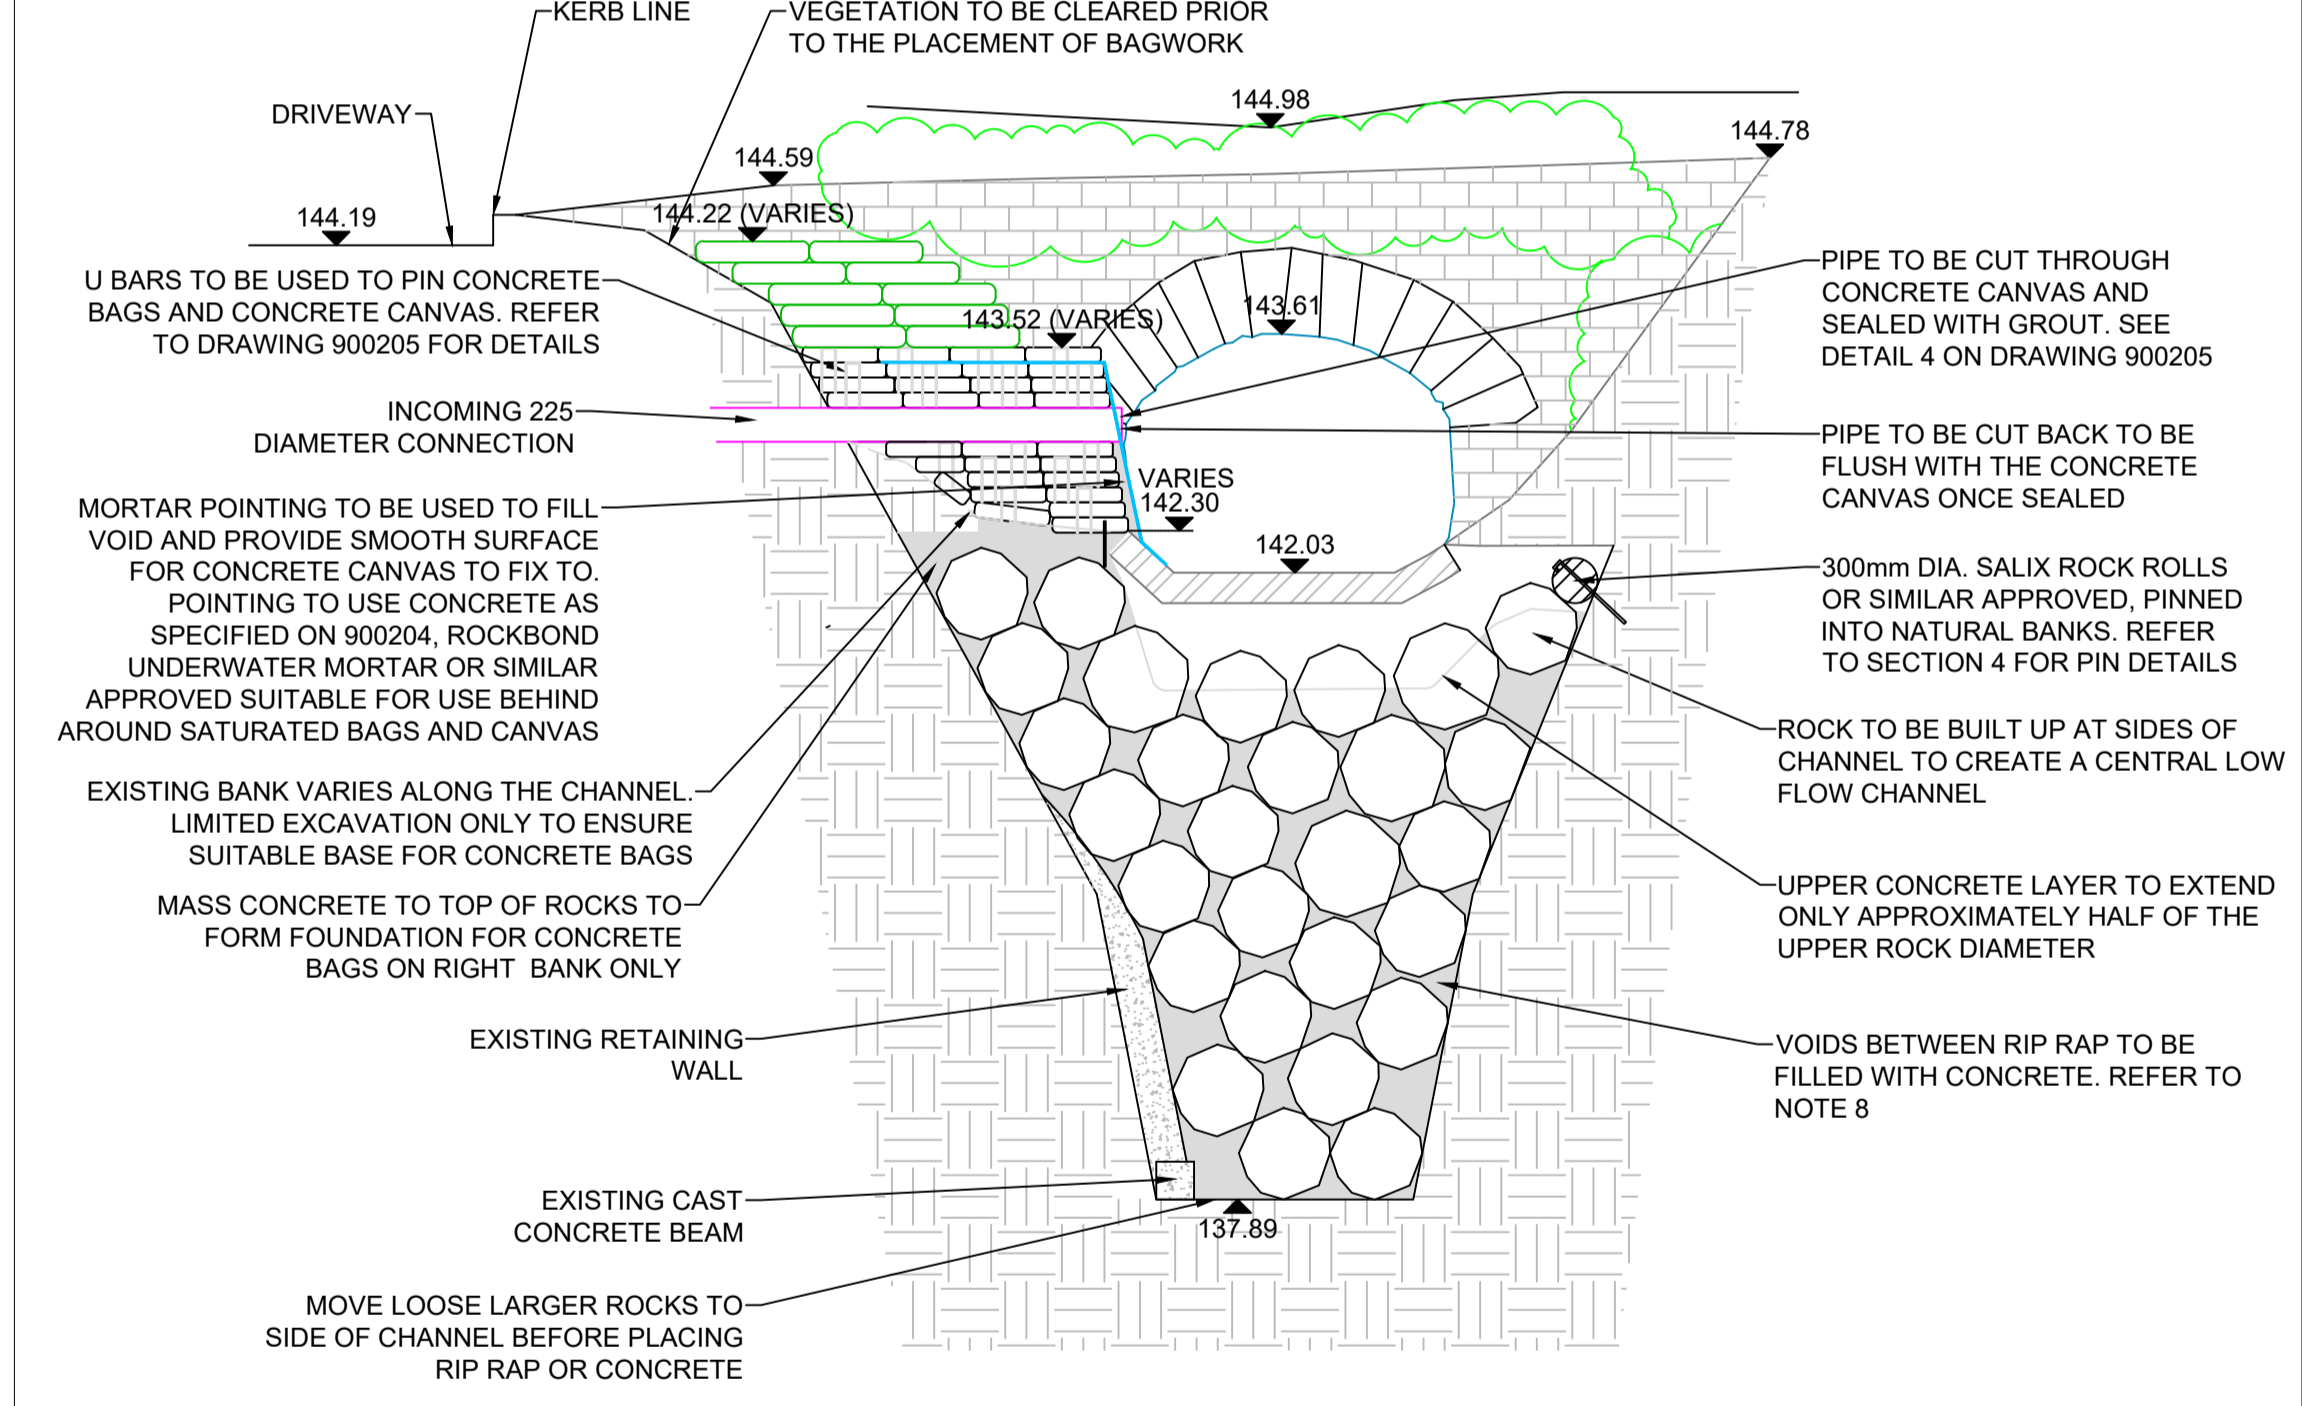 KERB LINE
VEGETATION TO BE CLEARED PRIOR
TO THE PLACEMENT OF BAGWORK
DRIVEWAY
144.98
144.78
144.59
144.19
144.22 (VARIES)
143.52 (VARIES)
143.61
VARIES
142.30
142.03
137.89
U BARS TO BE USED TO PIN CONCRETE
BAGS AND CONCRETE CANVAS. REFER
TO DRAWING 900205 FOR DETAILS
INCOMING 225
DIAMETER CONNECTION
MORTAR POINTING TO BE USED TO FILL
VOID AND PROVIDE SMOOTH SURFACE
FOR CONCRETE CANVAS TO FIX TO.
POINTING TO USE CONCRETE AS
SPECIFIED ON 900204, ROCKBOND
UNDERWATER MORTAR OR SIMILAR
APPROVED SUITABLE FOR USE BEHIND
AROUND SATURATED BAGS AND CANVAS
EXISTING BANK VARIES ALONG THE CHANNEL.
LIMITED EXCAVATION ONLY TO ENSURE
SUITABLE BASE FOR CONCRETE BAGS
MASS CONCRETE TO TOP OF ROCKS TO
FORM FOUNDATION FOR CONCRETE
BAGS ON RIGHT BANK ONLY
EXISTING RETAINING
WALL
EXISTING CAST
CONCRETE BEAM
MOVE LOOSE LARGER ROCKS TO
SIDE OF CHANNEL BEFORE PLACING
RIP RAP OR CONCRETE
PIPE TO BE CUT THROUGH
CONCRETE CANVAS AND
SEALED WITH GROUT. SEE
DETAIL 4 ON DRAWING 900205
PIPE TO BE CUT BACK TO BE
FLUSH WITH THE CONCRETE
CANVAS ONCE SEALED
300mm DIA. SALIX ROCK ROLLS
OR SIMILAR APPROVED, PINNED
INTO NATURAL BANKS. REFER
TO SECTION 4 FOR PIN DETAILS
ROCK TO BE BUILT UP AT SIDES OF
CHANNEL TO CREATE A CENTRAL LOW
FLOW CHANNEL
UPPER CONCRETE LAYER TO EXTEND
ONLY APPROXIMATELY HALF OF THE
UPPER ROCK DIAMETER
VOIDS BETWEEN RIP RAP TO BE
FILLED WITH CONCRETE. REFER TO
NOTE 8